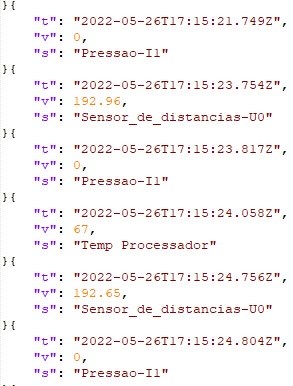 }{
"t": "2022-05-26T17:15:21.749Z",
"v": 0,
"s": "Pressao-I1"
}{
"t": "2022-05-26T17:15:23.754Z",
"v": 192.96,
"s": "Sensor_de_distancias-U0"
}{
"t": "2022-05-26T17:15:23.817Z",
"v": 0,
"s": "Pressao-I1"
}{
"t": "2022-05-26T17:15:24.058Z",
"v": 67,
"s": "Temp Processador"
}{
"t": "2022-05-26T17:15:24.756Z",
"v": 192.65,
"s": "Sensor_de_distancias-U0"
}{
"t": "2022-05-26T17:15:24.804Z",
"v": 0,
"s": "Pressao-I1"